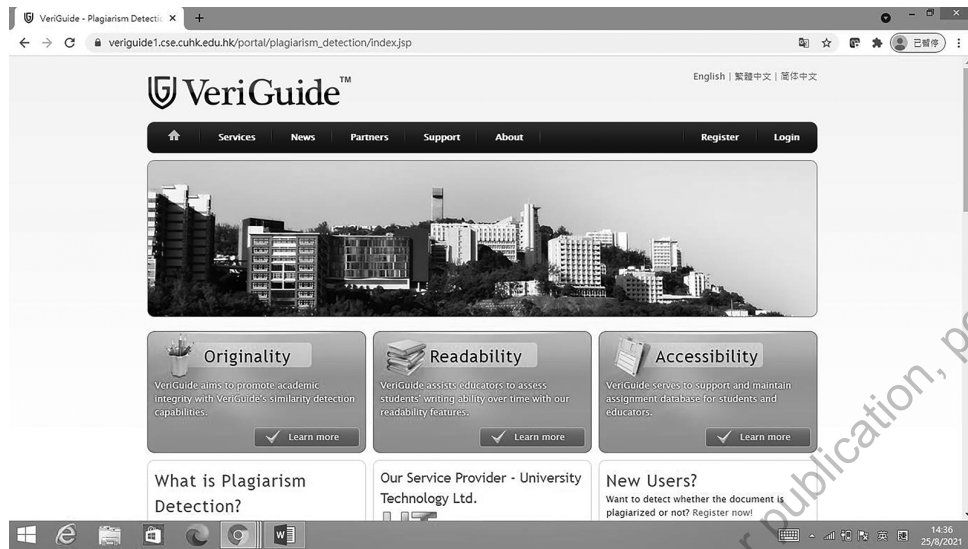 VeriGuide - Plagiarism Detectio
veriguide1.cse.cuhk.edu.hk/portal/plagiarism_detection/index.jsp
已暫停
VeriGuide™
English | 繁體中文 | 简体中文
Services News Partners Support About Register Login
Originality
VeriGuide aims to promote academic
integrity with VeriGuide's similarity detection
capabilities.
Learn more
Readability
VeriGuide assists educators to assess
students' writing ability over time with our
readability features.
Learn more
Accessibility
VeriGuide serves to support and maintain
assignment database for students and
educators.
Learn more
What is Plagiarism
Detection?
Our Service Provider - University
Technology Ltd.
New Users?
Want to detect whether the document is
plagiarized or not? Register now!
英
14:36
25/8/2021
r publication, p